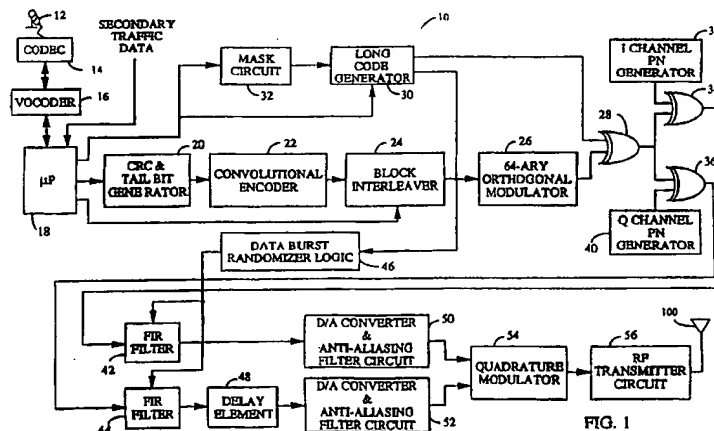 12
SECONDARY
TRAFFIC
DATA
10
CODEC
14
VOCODER
16
MASK
CIRCUIT
32
LONG
CODE
GENERATOR
30
I CHANNEL
PN
GENERATOR
28
36
µP
18
20
CRC &
TAIL BIT
GENERATOR
22
CONVOLUTIONAL
ENCODER
24
BLOCK
INTERLEAVER
26
64-ARY
ORTHOGONAL
MODULATOR
Q CHANNEL
PN
GENERATOR
40
DATA BURST
RANDOMIZER LOGIC
46
FIR
FILTER
42
D/A CONVERTER
&
ANTI-ALIASING
FILTER CIRCUIT
50
54
QUADRATURE
MODULATOR
56
RF
TRANSMITTER
CIRCUIT
100
FIR
FILTER
44
48
DELAY
ELEMENT
D/A CONVERTER
&
ANTI-ALIASING
FILTER CIRCUIT
52
FIG. 1